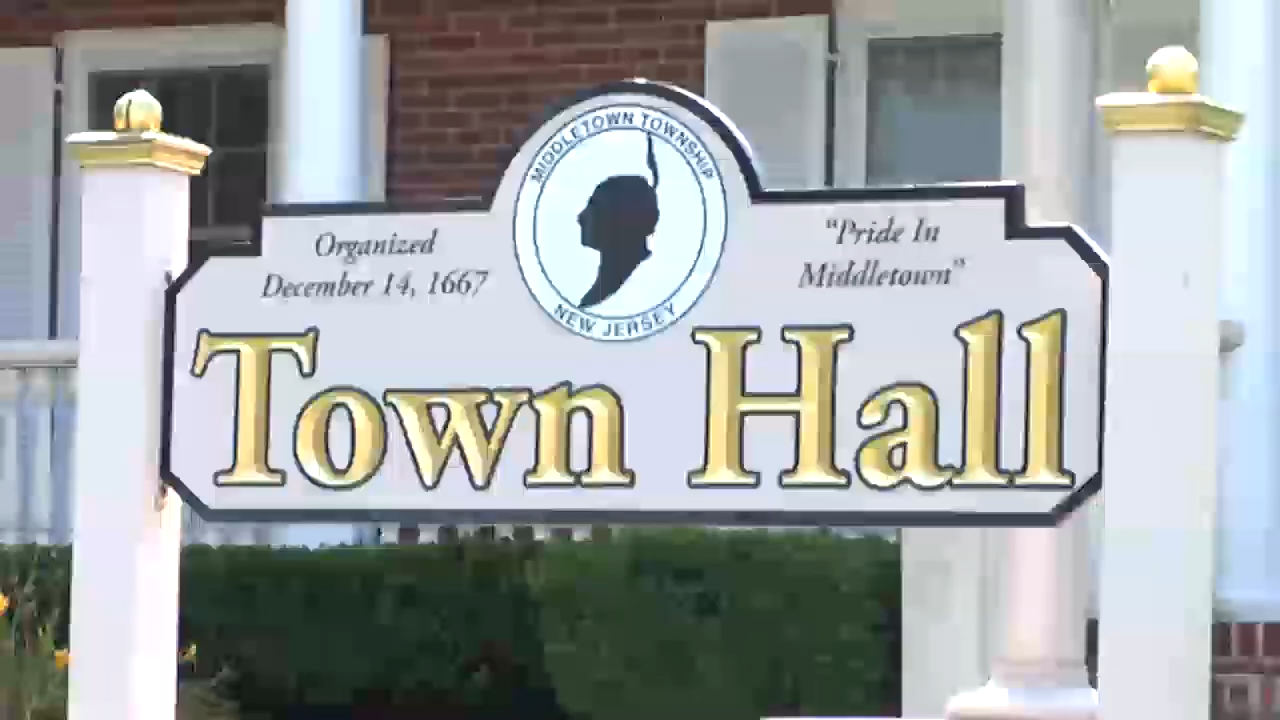 MIDDLETOWN TOWNSHIP
NEW JERSEY
Organized
December 14, 1667
"Pride In
Middletown"
Town Hall